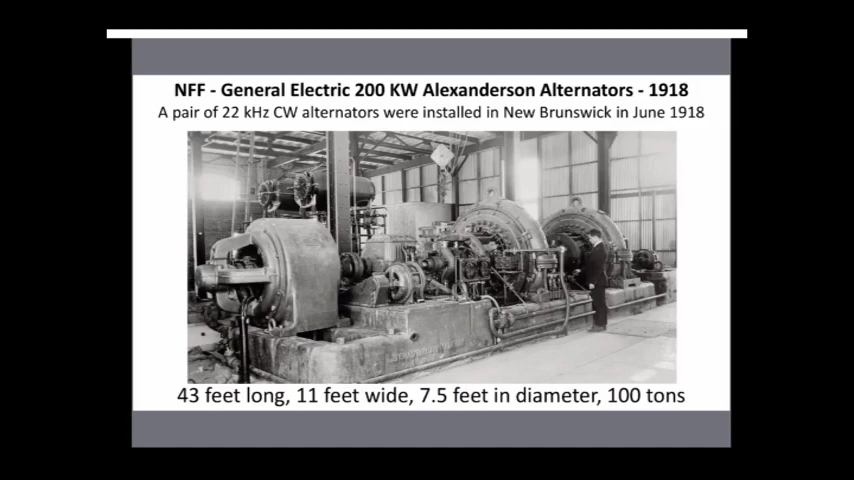 NFF - General Electric 200 KW Alexanderson Alternators - 1918
A pair of 22 kHz CW alternators were installed in New Brunswick in June 1918
43 feet long, 11 feet wide, 7.5 feet in diameter, 100 tons